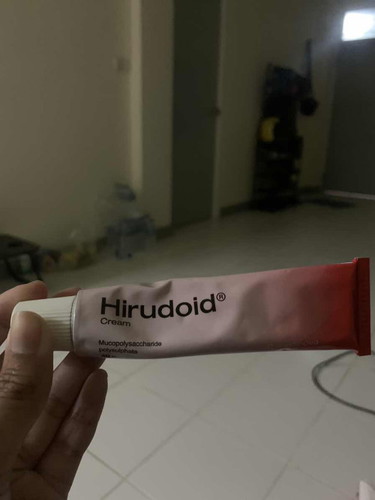 Hirudoid®
Cream
Mucopolysaccharide
polysulphate